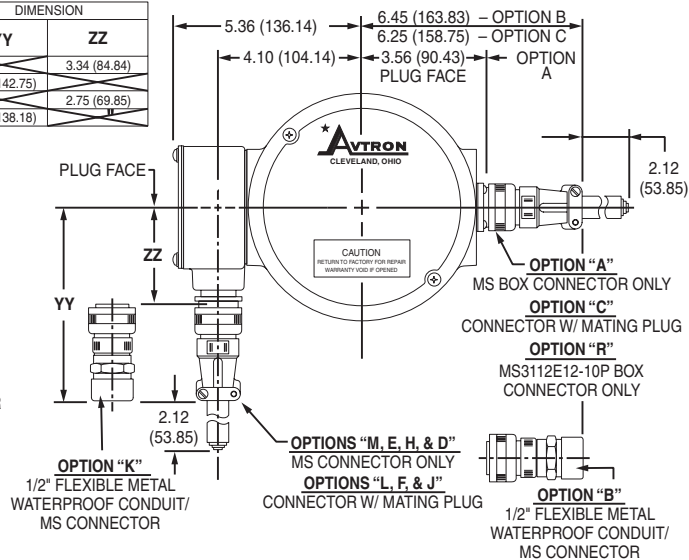 DIMENSION
YY ZZ
3.34 (84.84)
142.75)
2.75 (69.85)
138.18)
5.36 (136.14)
6.45 (163.83) – OPTION B
6.25 (158.75) – OPTION C
4.10 (104.14)
3.56 (90.43)
PLUG FACE
OPTION
A
2.12
(53.85)
PLUG FACE
AVTRON
CLEVELAND, OHIO
CAUTION
RETURN TO FACTORY FOR REPAIR
WARRANTY VOID IF OPENED
ZZ
YY
OPTION “A”
MS BOX CONNECTOR ONLY
OPTION “C”
CONNECTOR W/ MATING PLUG
OPTION “R”
MS3112E12-10P BOX
CONNECTOR ONLY
R
2.12
(53.85)
OPTION “K”
1/2" FLEXIBLE METAL
WATERPROOF CONDUIT/
MS CONNECTOR
OPTIONS “M, E, H, & D”
MS CONNECTOR ONLY
OPTIONS “L, F, & J”
CONNECTOR W/ MATING PLUG
OPTION “B”
1/2" FLEXIBLE METAL
WATERPROOF CONDUIT/
MS CONNECTOR